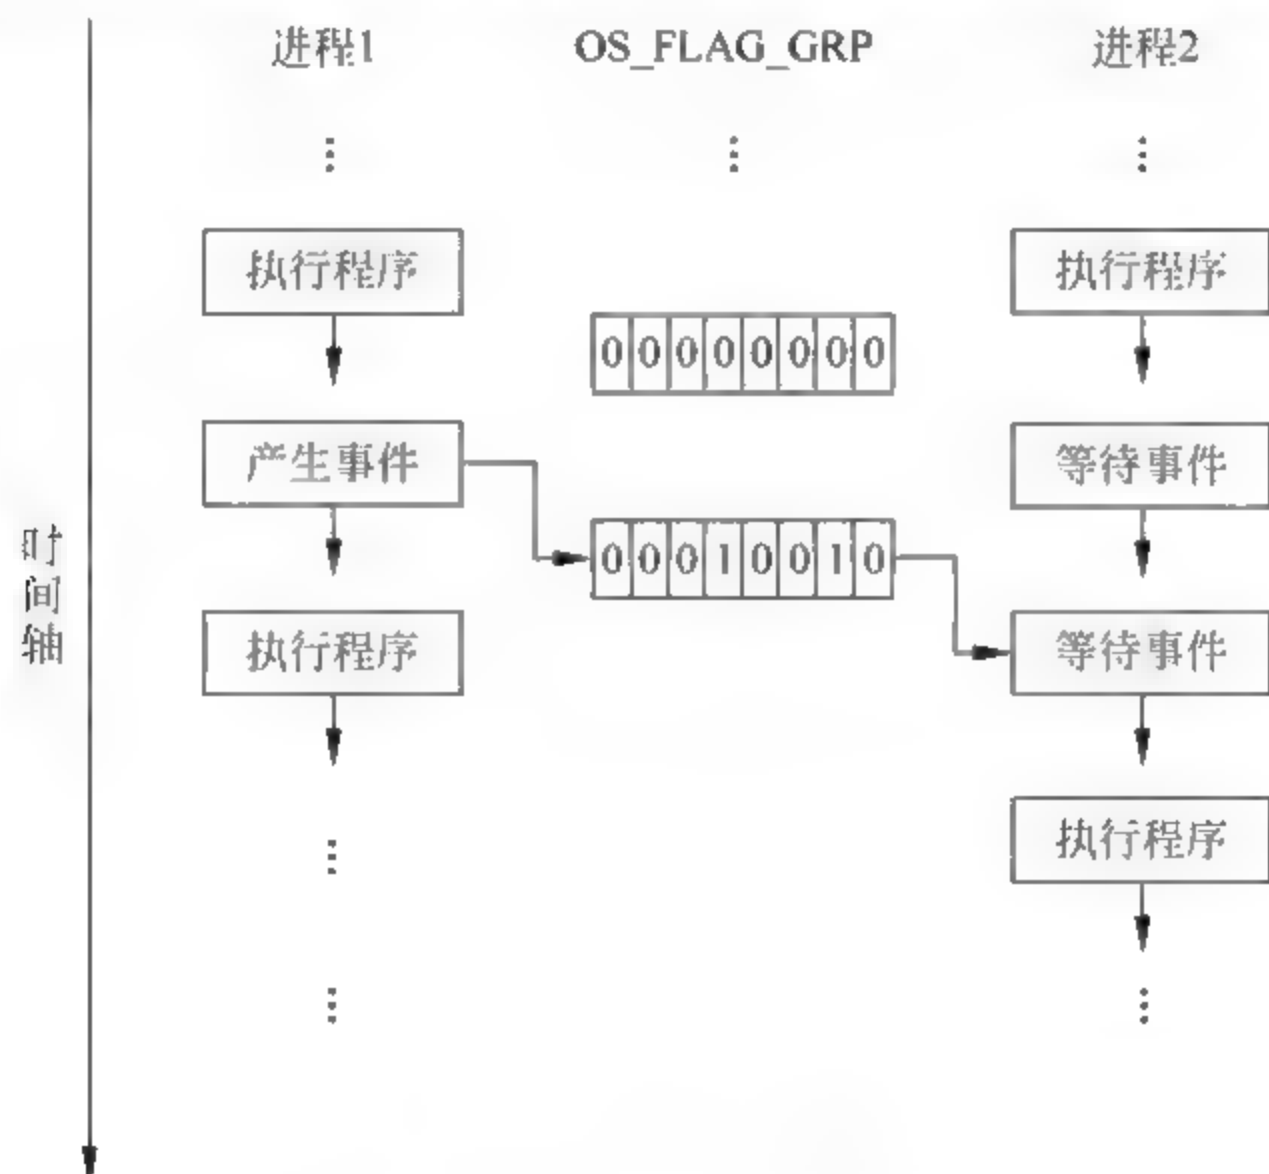 进程1 OS_FLAG_GRP 进程2
⋮ ⋮ ⋮
执行程序 执行程序
0 0 0 0 0 0 0 0
产生事件 等待事件
0 0 0 1 0 0 1 0
时间轴
执行程序 等待事件
执行程序
⋮
⋮ ⋮